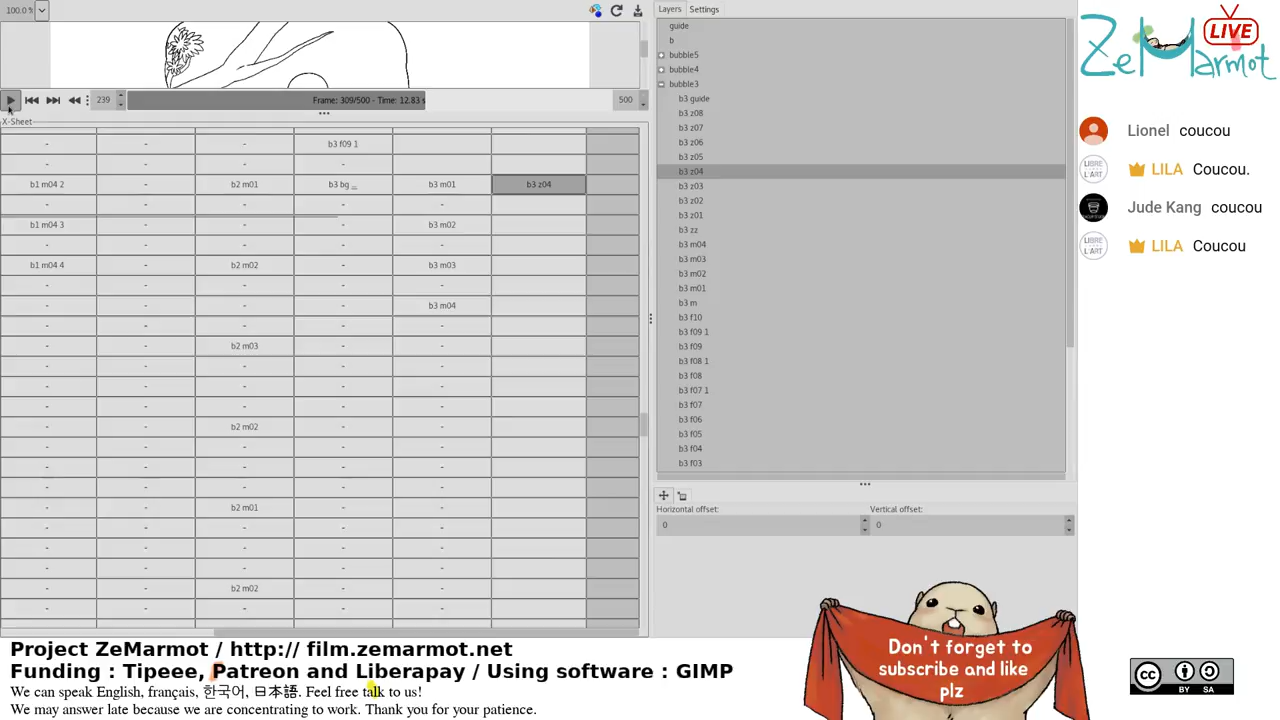 100.0 %
239
Frame: 309/500 - Time: 12.83 s
500
X-Sheet
- - - b3 f09 1
- - - - -
b1 m04 2 - b2 m01 b3 bg b3 m01 b3 z04
- - - - -
b1 m04 3 - - - b3 m02
- - - - -
b1 m04 4 - b2 m02 - b3 m03
- - - - -
- - - - b3 m04
- - - - -
- - b2 m03 - -
- - - - -
- - - - -
- - - - -
- - b2 m02 - -
- - - - -
- - - - -
- - - - -
- - b2 m01 - -
- - - - -
- - - - -
- - - - -
- - b2 m02 - -
- - - - -
Layers Settings
guide
b
bubble5
bubble4
bubble3
b3 guide
b3 z08
b3 z07
b3 z06
b3 z05
b3 z04
b3 z03
b3 z02
b3 z01
b3 zz
b3 m04
b3 m03
b3 m02
b3 m01
b3 m
b3 f10
b3 f09 1
b3 f09
b3 f08 1
b3 f08
b3 f07 1
b3 f07
b3 f06
b3 f05
b3 f04
b3 f03
Horizontal offset: Vertical offset:
0 0
ZeMarmot LIVE
Lionel coucou
LIBRE L'ART LILA Coucou.
Jude Kang coucou
LIBRE L'ART LILA Coucou
Project ZeMarmot / http:// film.zemarmot.net
Funding : Tipeee, Patreon and Liberapay / Using software : GIMP
We can speak English, français, 한국어, 日本語. Feel free talk to us!
We may answer late because we are comcntrating to work. Thank you for your patience.
Don't forget to
subscribe and like
plz
CC BY SA